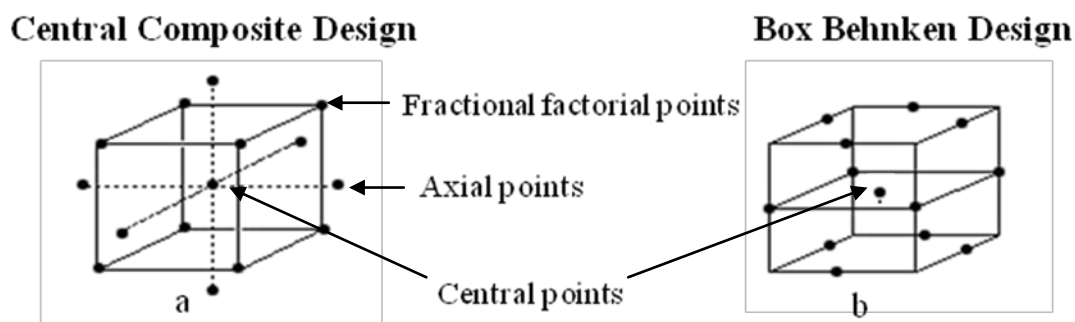 Central Composite Design
Box Behnken Design
Fractional factorial points
Axial points
Central points
a
b